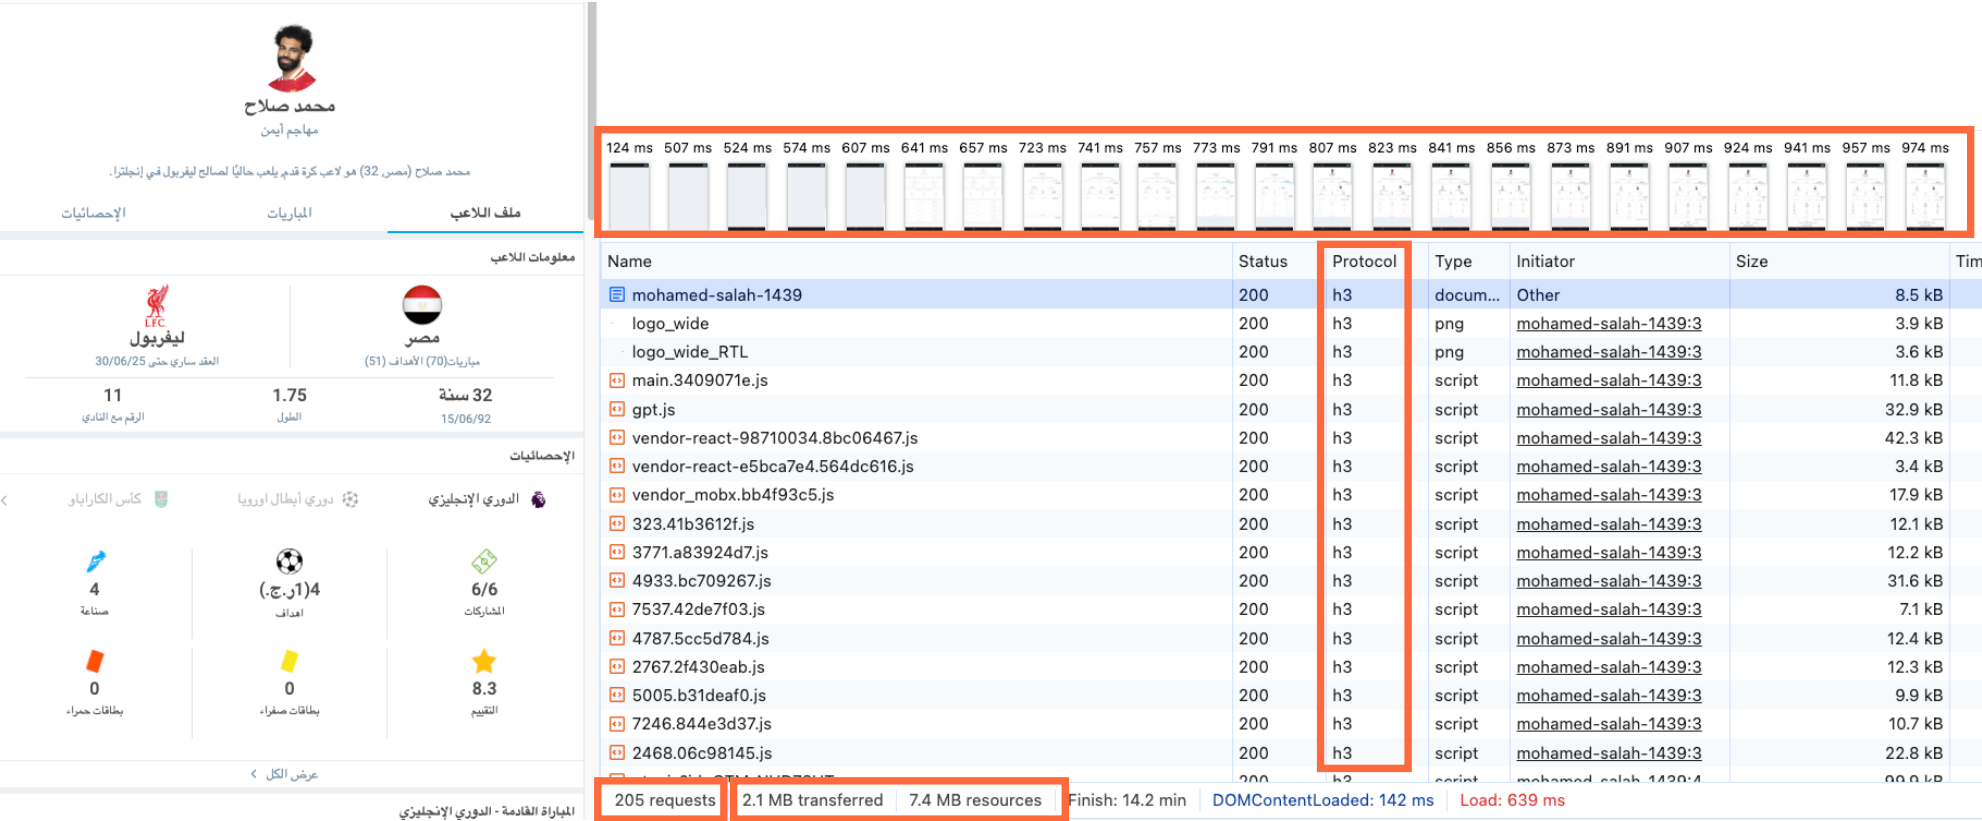 محمد صلاح
مهاجم أيمن
محمد صلاح (مصر, 32) هو لاعب كرة قدم, يلعب حاليًا لصالح ليفربول في إنجلترا.
ملف اللاعب المباريات الإحصائيات
معلومات اللاعب
L.F.C.
مصر ليفربول
مباريات(70) الأهداف (51) العقد ساري حتى 30/06/25
32 سنة 1.75 11
15/06/92 الطول الرقم مع النادي
الإحصائيات
الدوري الإنجليزي دوري أبطال اوروبا كأس الكاراباو
6/6 4(1ر.ج.) 4
المشاركات اهداف صناعة
8.3 0 0
التقييم بطاقات صفراء بطاقات حمراء
عرض الكل
المباراة القادمة - الدوري الإنجليزي
124 ms 507 ms 524 ms 574 ms 607 ms 641 ms 657 ms 723 ms 741 ms 757 ms 773 ms 791 ms 807 ms 823 ms 841 ms 856 ms 873 ms 891 ms 907 ms 924 ms 941 ms 957 ms 974 ms
Name Status Protocol Type Initiator Size Tim
mohamed-salah-1439 200 h3 docum... Other 8.5 kB
logo_wide 200 h3 png mohamed-salah-1439:3 3.9 kB
logo_wide_RTL 200 h3 png mohamed-salah-1439:3 3.6 kB
main.3409071e.js 200 h3 script mohamed-salah-1439:3 11.8 kB
gpt.js 200 h3 script mohamed-salah-1439:3 32.9 kB
vendor-react-98710034.8bc06467.js 200 h3 script mohamed-salah-1439:3 42.3 kB
vendor-react-e5bca7e4.564dc616.js 200 h3 script mohamed-salah-1439:3 3.4 kB
vendor_mobx.bb4f93c5.js 200 h3 script mohamed-salah-1439:3 17.9 kB
323.41b3612f.js 200 h3 script mohamed-salah-1439:3 12.1 kB
3771.a83924d7.js 200 h3 script mohamed-salah-1439:3 12.2 kB
4933.bc709267.js 200 h3 script mohamed-salah-1439:3 31.6 kB
7537.42de7f03.js 200 h3 script mohamed-salah-1439:3 7.1 kB
4787.5cc5d784.js 200 h3 script mohamed-salah-1439:3 12.4 kB
2767.2f430eab.js 200 h3 script mohamed-salah-1439:3 12.3 kB
5005.b31deaf0.js 200 h3 script mohamed-salah-1439:3 9.9 kB
7246.844e3d37.js 200 h3 script mohamed-salah-1439:3 10.7 kB
2468.06c98145.js 200 h3 script mohamed-salah-1439:3 22.8 kB
200 h3 script mohamed-salah-1439:4 99.9 kB
205 requests 2.1 MB transferred 7.4 MB resources Finish: 14.2 min DOMContentLoaded: 142 ms Load: 639 ms